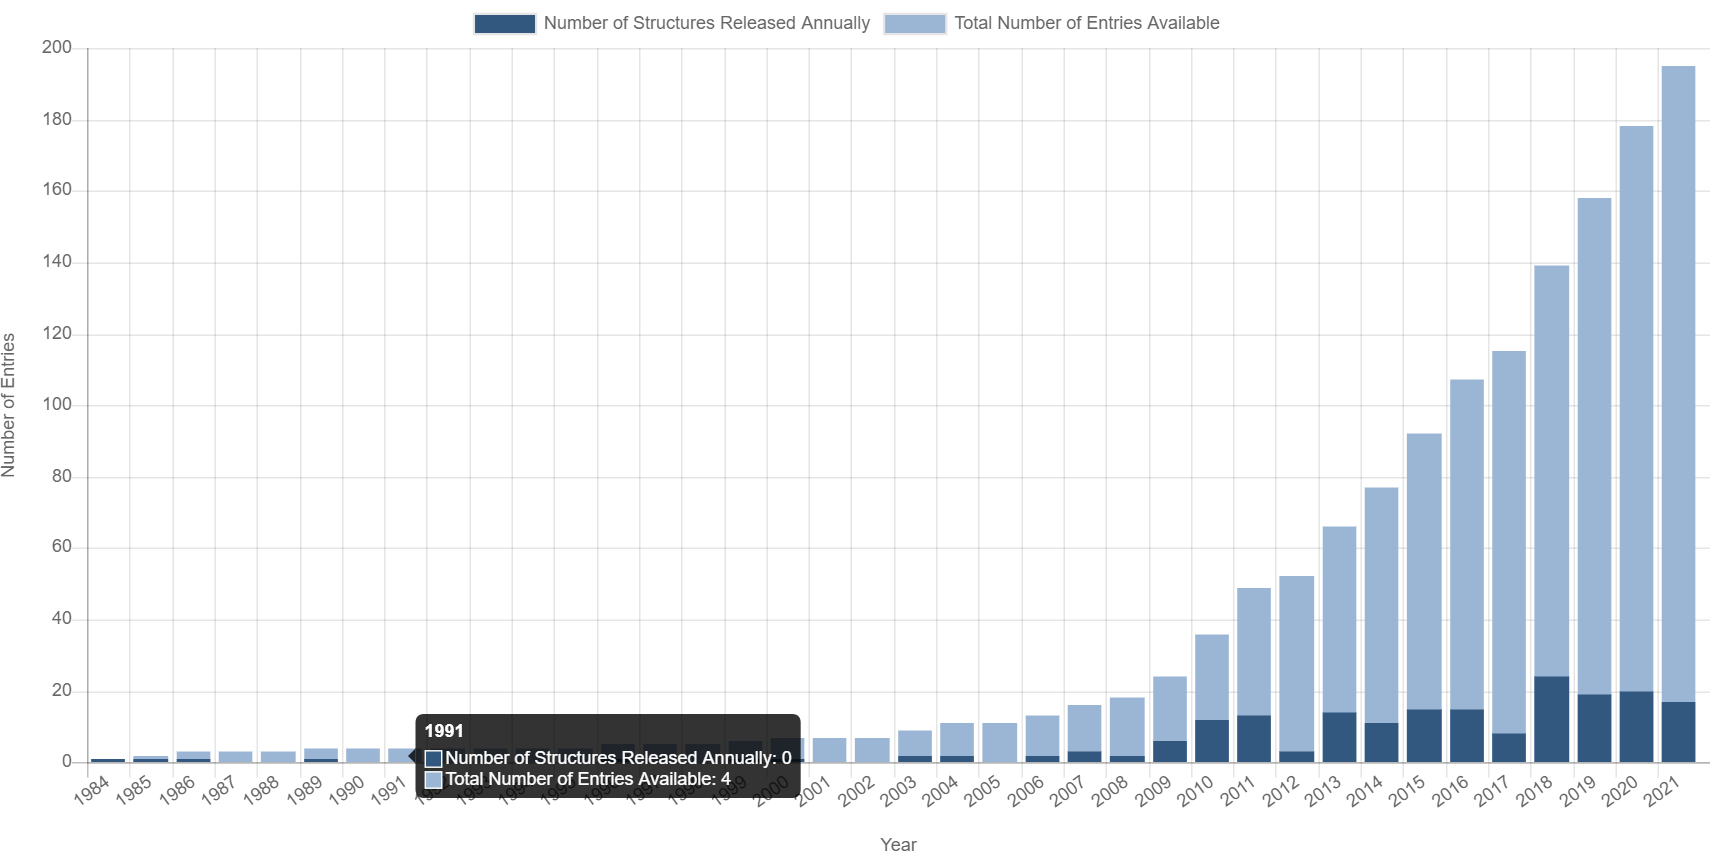 Number of Structures Released Annually Total Number of Entries Available
Number of Entries
200
180
160
140
120
100
80
60
40
20
0
1991
Number of Structures Released Annually: 0
Total Number of Entries Available: 4
1984 1985 1986 1987 1988 1989 1990 1991 1999 2000 2001 2002 2003 2004 2005 2006 2007 2008 2009 2010 2011 2012 2013 2014 2015 2016 2017 2018 2019 2020 2021
Year